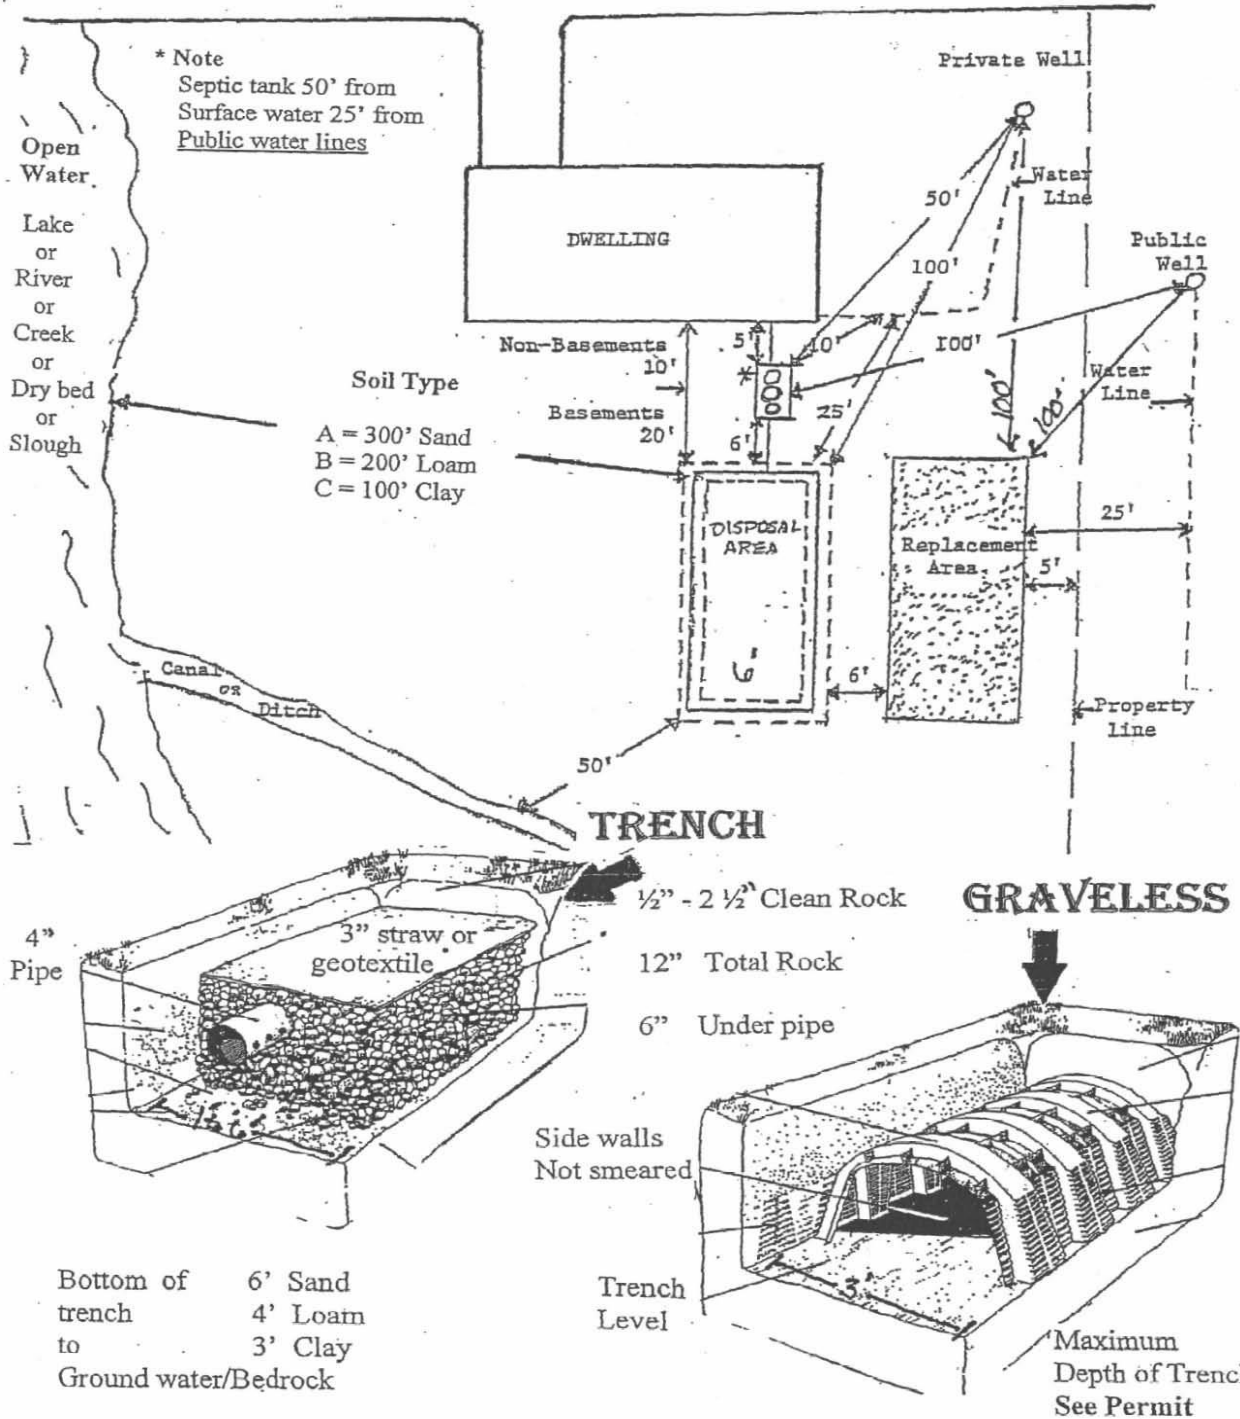 * Note
Septic tank 50' from
Surface water 25' from
Public water lines
Open
Water
Lake
or
River
or
Creek
or
Dry bed
or
Slough
Private Well
Water
Line
50'
100'
Public
Well
DWELLING
Non-Basements
10'
Basements
20'
5'
10'
100'
25'
6'
100'
100'
Water
Line
Soil Type
A = 300' Sand
B = 200' Loam
C = 100' Clay
DISPOSAL
AREA
6'
Replacement
Area
25'
5'
6'
Canal
OR
Ditch
50'
Property
line
TRENCH
½" - 2 ½" Clean Rock
12" Total Rock
6" Under pipe
4"
Pipe
3" straw or
geotextile
GRAVELESS
Side walls
Not smeared
Trench
Level
3'
Bottom of 6' Sand
trench 4' Loam
to 3' Clay
Ground water/Bedrock
Maximum
Depth of Trench
See Permit